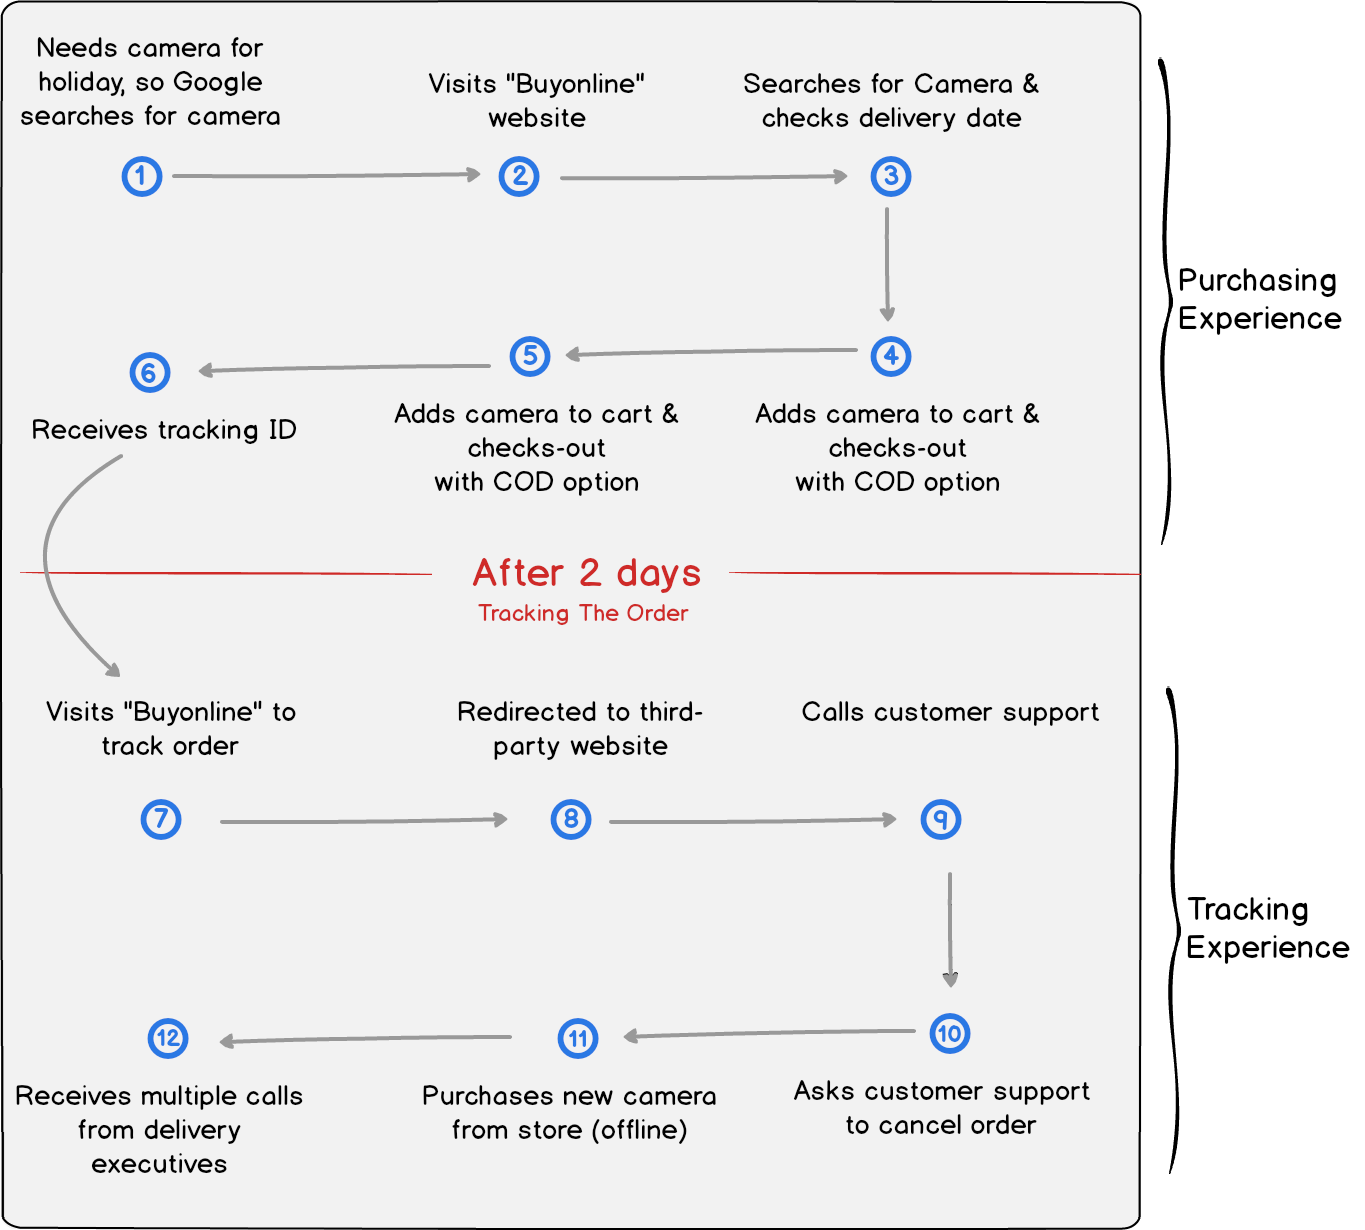 Needs camera for
holiday, so Google
searches for camera
Visits "Buyonline"
website
Searches for Camera &
checks delivery date
1
2
3
Purchasing
Experience
6
5
4
Receives tracking ID
Adds camera to cart &
checks-out
with COD option
Adds camera to cart &
checks-out
with COD option
After 2 days
Tracking The Order
Visits "Buyonline" to
track order
Redirected to third-
party website
Calls customer support
7
8
9
Tracking
Experience
12
11
10
Receives multiple calls
from delivery
executives
Purchases new camera
from store (offline)
Asks customer support
to cancel order